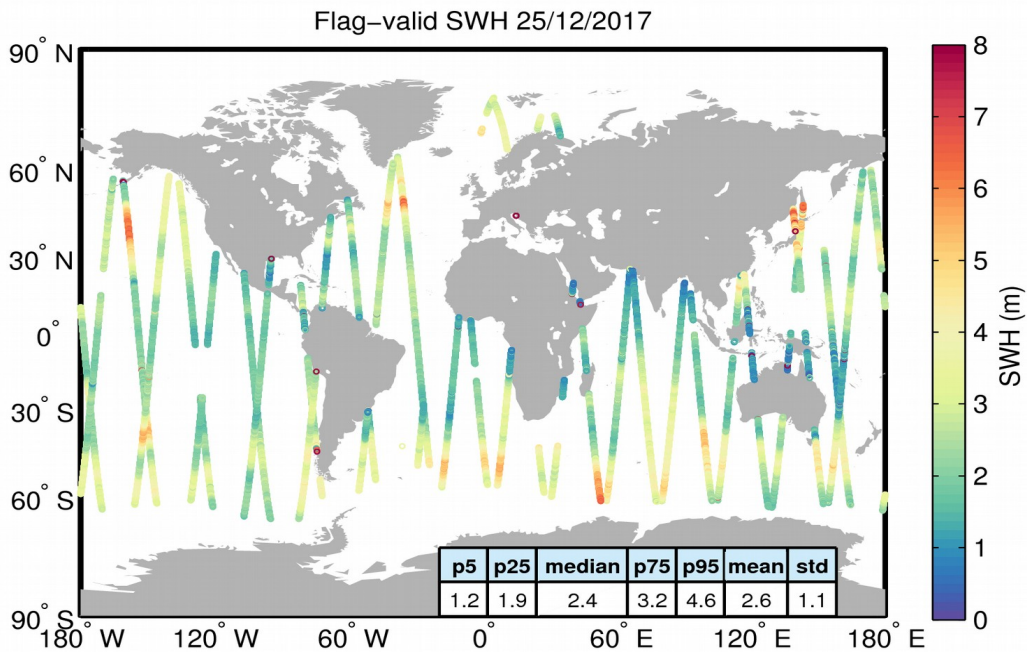 Flag−valid SWH 25/12/2017
90° N
60° N
30° N
0°
30° S
60° S
90° S
180° W
120° W
60° W
0°
60° E
120° E
180° E
p5 p25 median p75 p95 mean std
1.2 1.9 2.4 3.2 4.6 2.6 1.1
8
7
6
5
4
3
2
1
0
SWH (m)